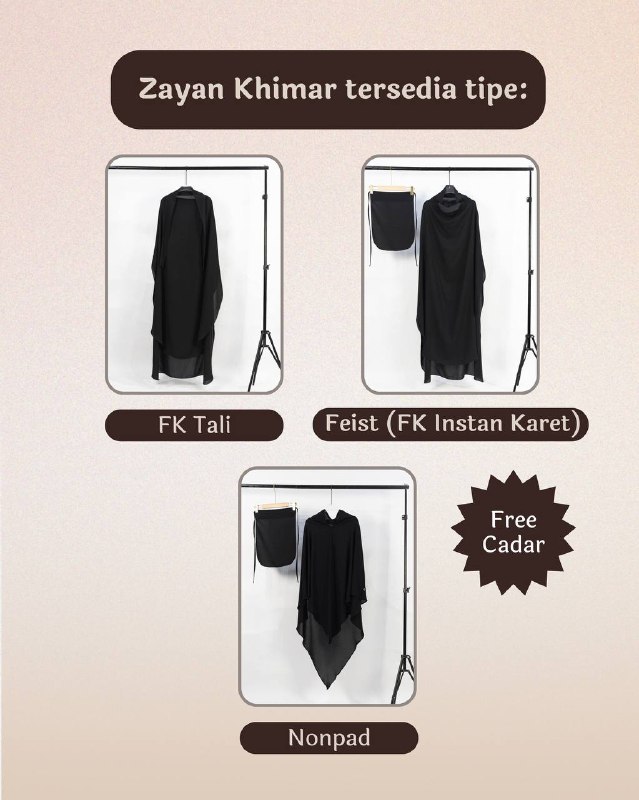 Zayan Khimar tersedia tipe:
FK Tali
Feist (FK Instan Karet)
Free
Cadar
Nonpad